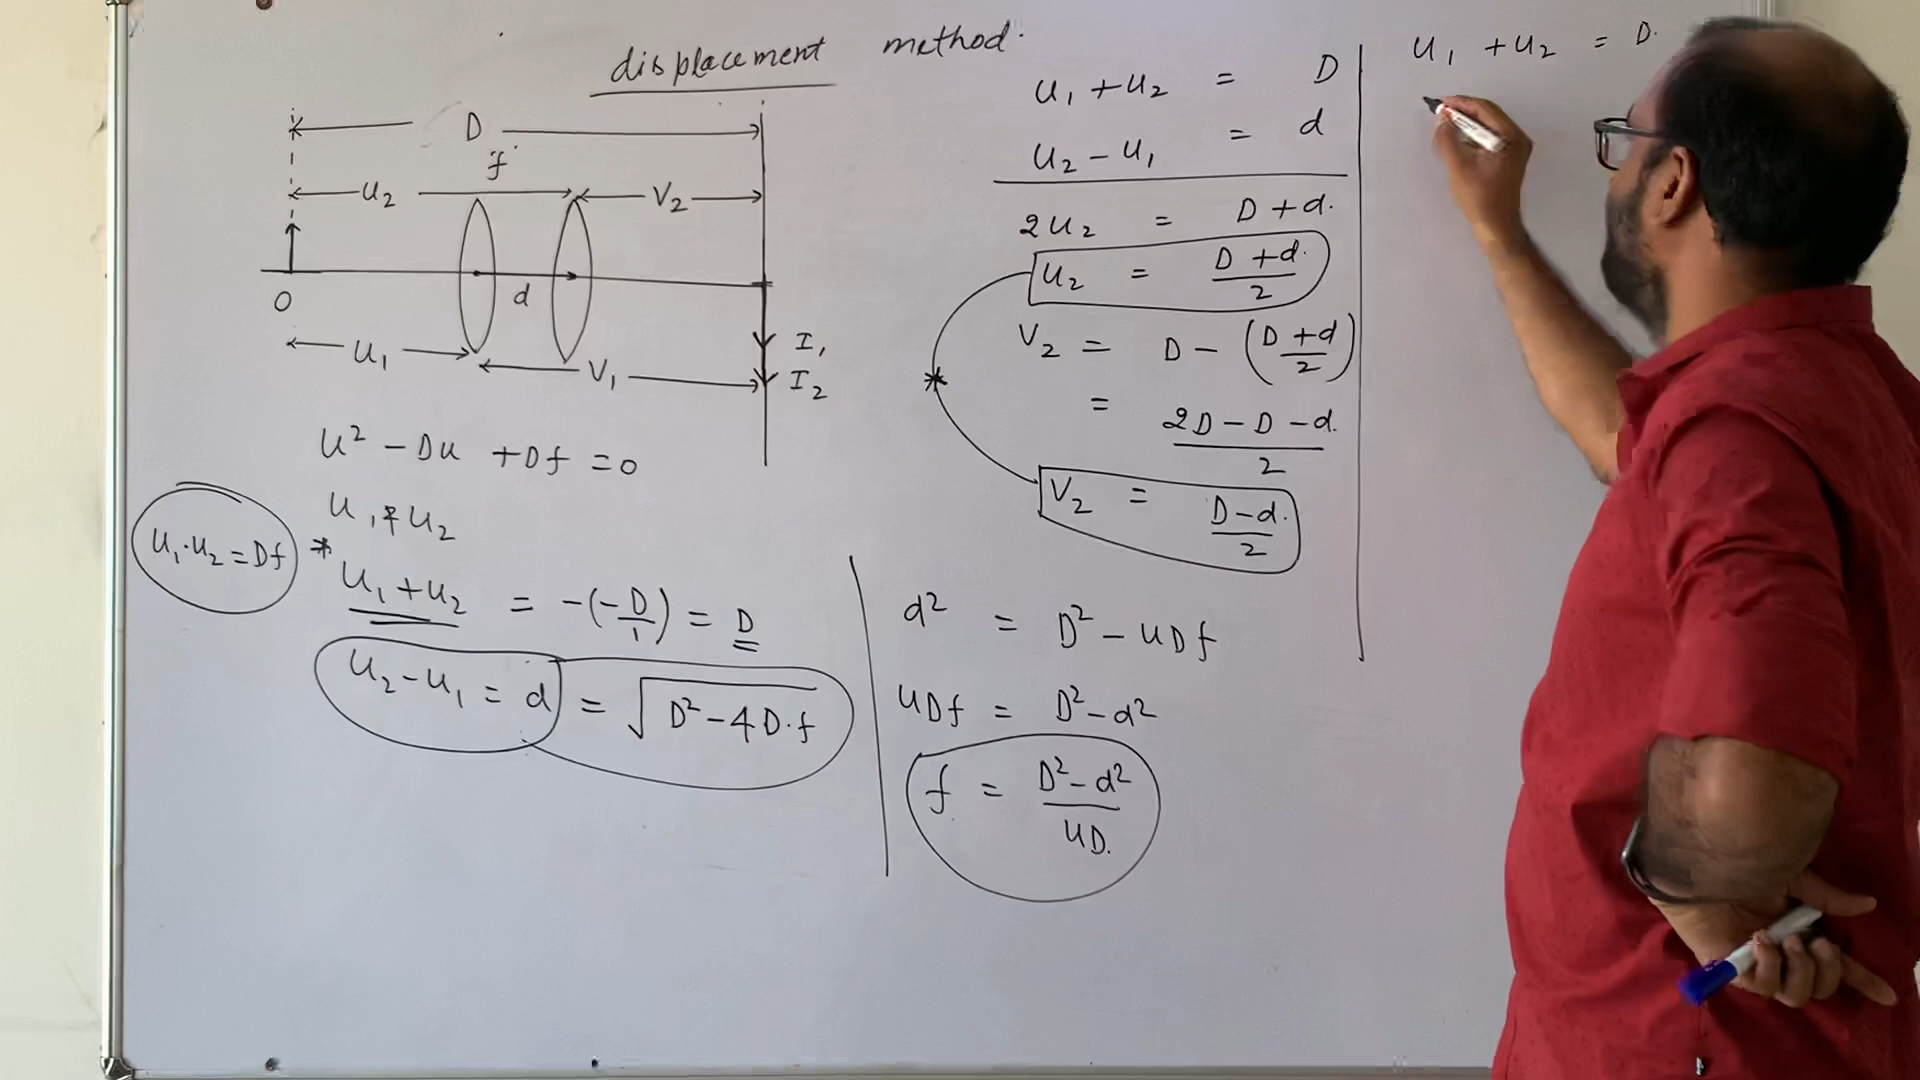 displacement method.
D
f
u₂ V₂
O d
u₁ V₁
I₁
I₂
u² - Du + Df = 0
u₁ & u₂
u₁·u₂ = Df
* u₁ + u₂ = -(-D/1) = D
u₂ - u₁ = d = √(D² - 4D·f)
u₁ + u₂ = D
u₂ - u₁ = d
2u₂ = D + d.
u₂ = (D + d.)/2
V₂ = D - (D + d/2)
= (2D - D - d.)/2
*
V₂ = (D - d.)/2
d² = D² - 4Df
4Df = D² - d²
f = (D² - d²)/4D.
u₁ + u₂ = D.